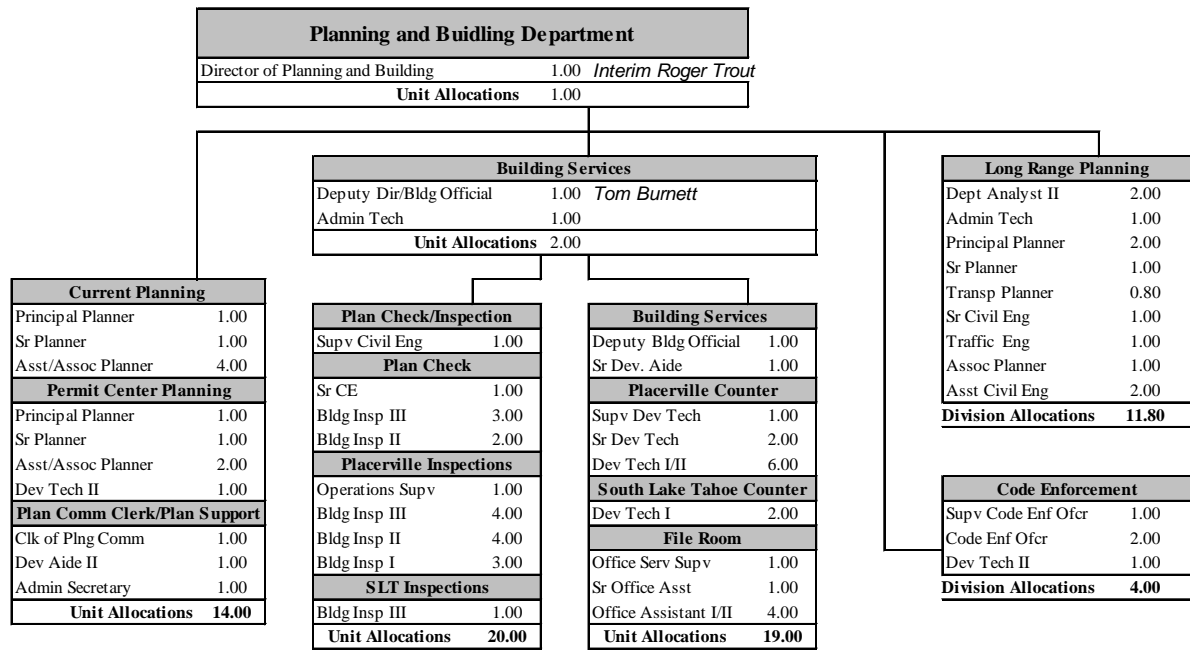 Planning and Buidling Department
Director of Planning and Building 1.00 Interim Roger Trout
Unit Allocations 1.00
Building Services
Deputy Dir/Bldg Official 1.00 Tom Burnett
Admin Tech 1.00
Unit Allocations 2.00
Long Range Planning
Dept Analyst II 2.00
Admin Tech 1.00
Principal Planner 2.00
Sr Planner 1.00
Transp Planner 0.80
Sr Civil Eng 1.00
Traffic Eng 1.00
Assoc Planner 1.00
Asst Civil Eng 2.00
Division Allocations 11.80
Current Planning
Principal Planner 1.00
Sr Planner 1.00
Asst/Assoc Planner 4.00
Permit Center Planning
Principal Planner 1.00
Sr Planner 1.00
Asst/Assoc Planner 2.00
Dev Tech II 1.00
Plan Comm Clerk/Plan Support
Clk of Plng Comm 1.00
Dev Aide II 1.00
Admin Secretary 1.00
Unit Allocations 14.00
Plan Check/Inspection
Supv Civil Eng 1.00
Plan Check
Sr CE 1.00
Bldg Insp III 3.00
Bldg Insp II 2.00
Placerville Inspections
Operations Supv 1.00
Bldg Insp III 4.00
Bldg Insp II 4.00
Bldg Insp I 3.00
SLT Inspections
Bldg Insp III 1.00
Unit Allocations 20.00
Building Services
Deputy Bldg Official 1.00
Sr Dev. Aide 1.00
Placerville Counter
Supv Dev Tech 1.00
Sr Dev Tech 2.00
Dev Tech I/II 6.00
South Lake Tahoe Counter
Dev Tech I 2.00
File Room
Office Serv Supv 1.00
Sr Office Asst 1.00
Office Assistant I/II 4.00
Unit Allocations 19.00
Code Enforcement
Supv Code Enf Ofcr 1.00
Code Enf Ofcr 2.00
Dev Tech II 1.00
Division Allocations 4.00